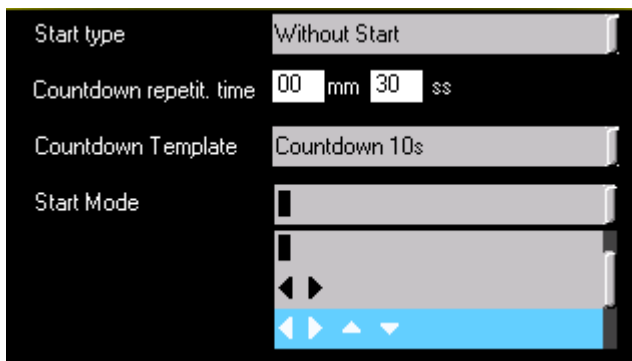 Start type Without Start
Countdown repetit. time 00 mm 30 ss
Countdown Template Countdown 10s
Start Mode